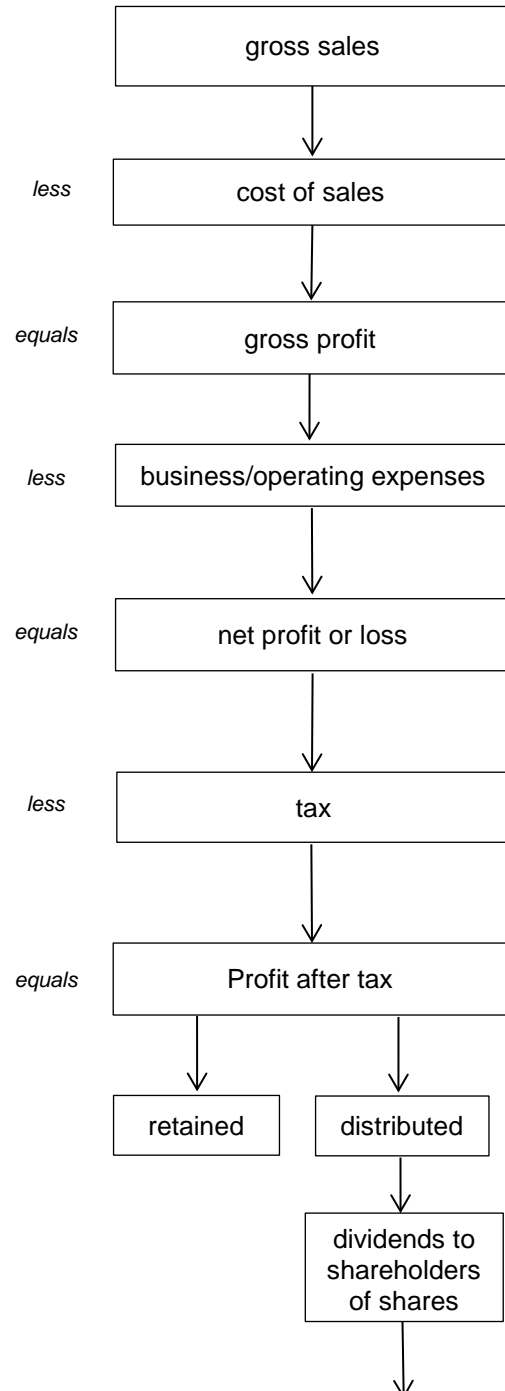 gross sales
less
cost of sales
equals
gross profit
less
business/operating expenses
equals
net profit or loss
less
tax
equals
Profit after tax
retained
distributed
dividends to
shareholders
of shares